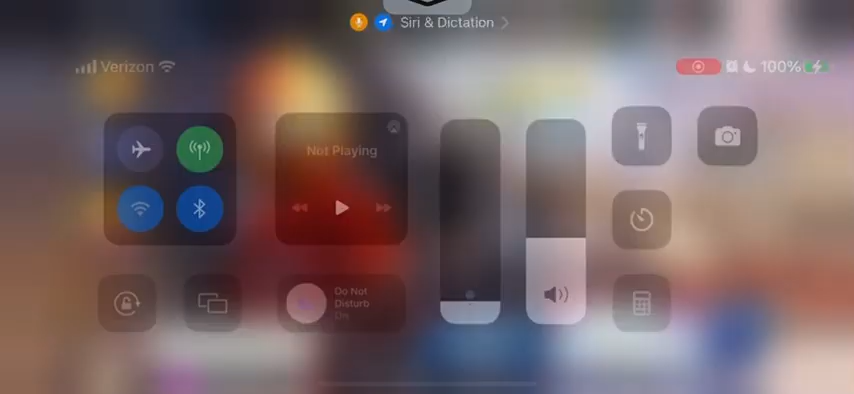 Siri & Dictation
Verizon
100%
Not Playing
Do Not
Disturb
On